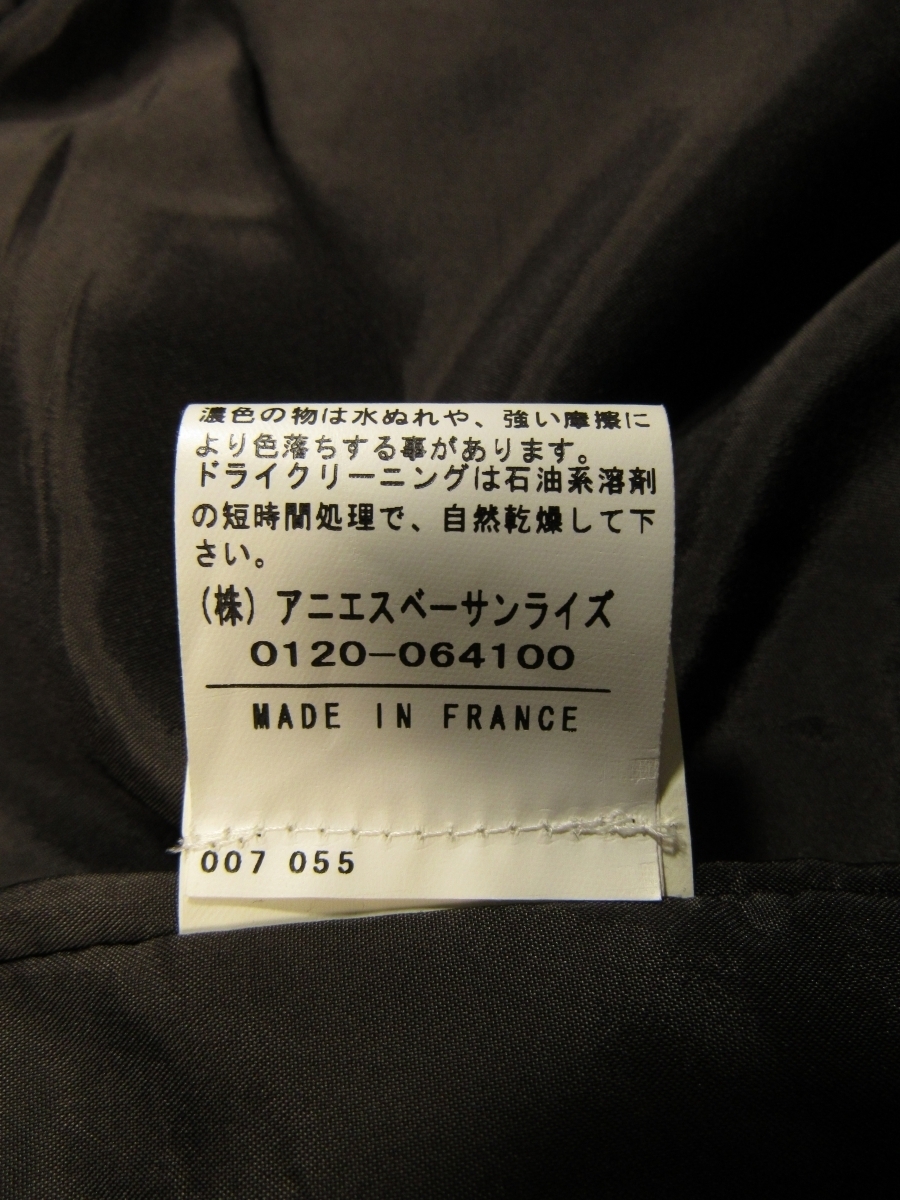 濃色の物は水ぬれや、強い摩擦に
より色落ちする事があります。
ドライクリーニングは石油系溶剤
の短時間処理で、自然乾燥して下
さい。
(株)アニエスベーサンライズ
0120-064100
MADE IN FRANCE
007 055